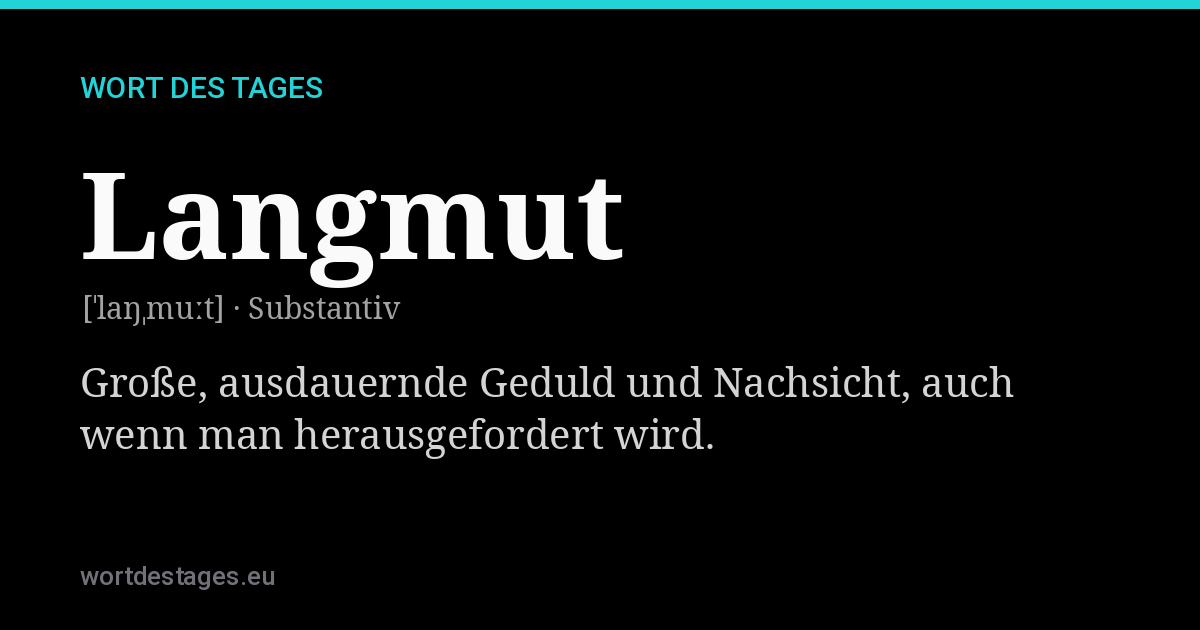 WORT DES TAGES
Langmut
[ˈlaŋˌmuːt] · Substantiv
Große, ausdauernde Geduld und Nachsicht, auch
wenn man herausgefordert wird.
wortdestages.eu